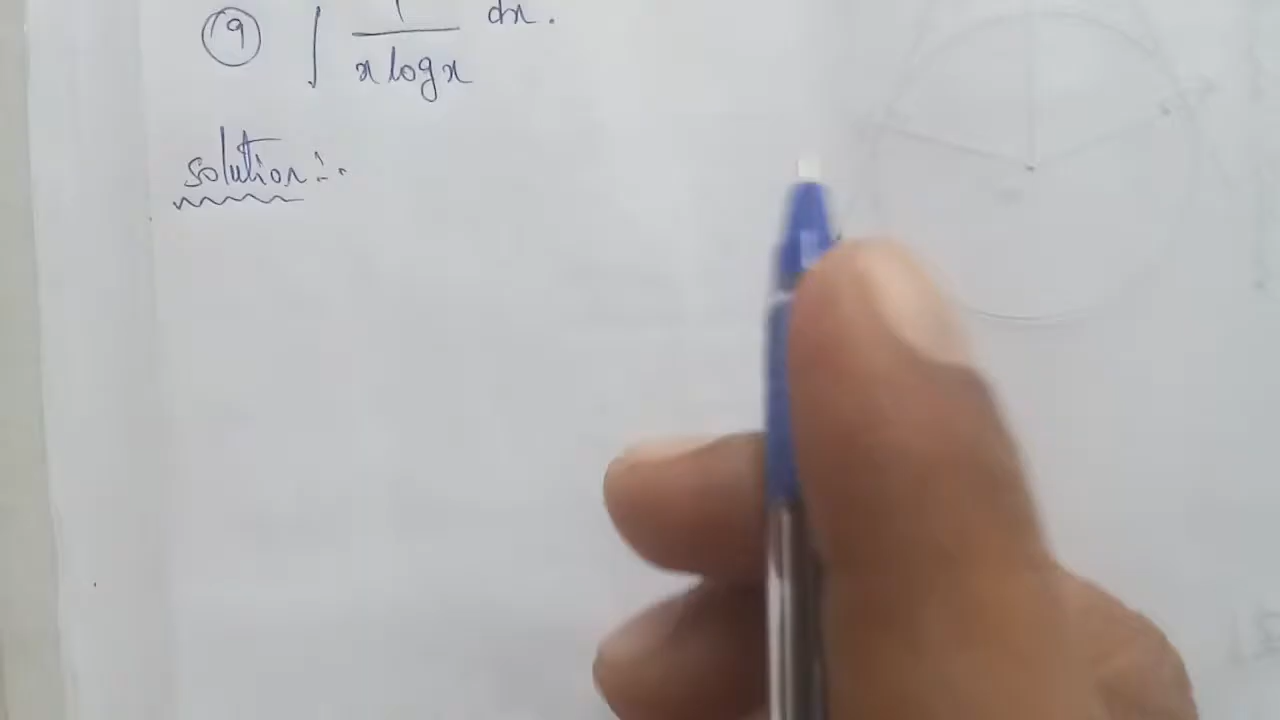 9 ∫ 1 / (x log x) dx.
solution :-